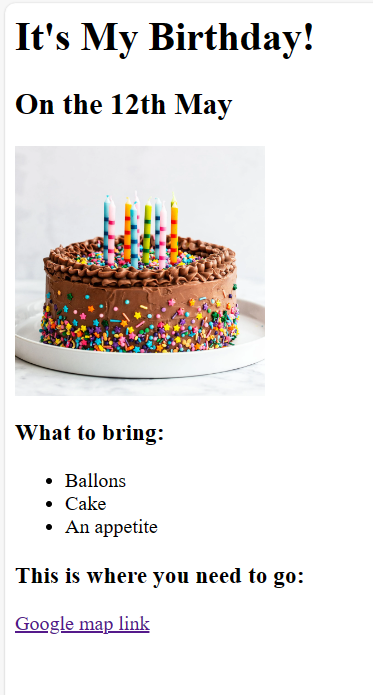 It's My Birthday!
On the 12th May
What to bring:
Ballons
Cake
An appetite
This is where you need to go:
Google map link